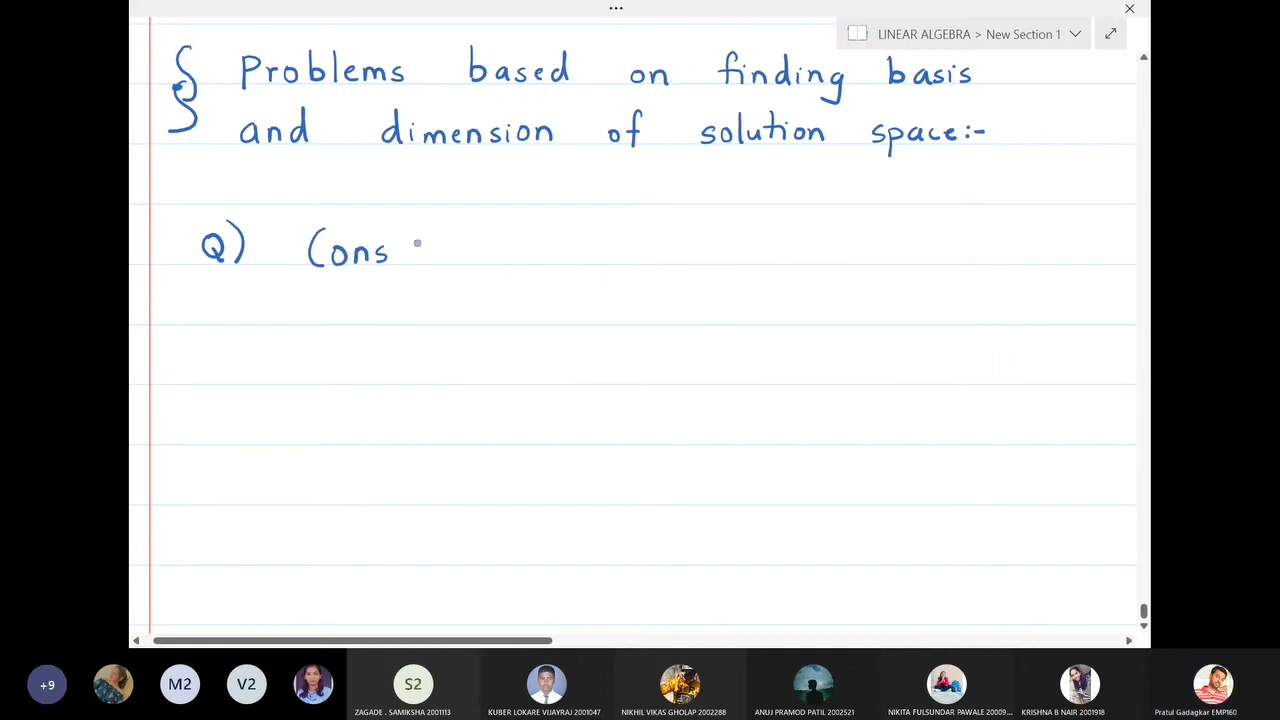 LINEAR ALGEBRA > New Section 1
§ Problems based on finding basis
and dimension of solution space:-
Q) Cons
+9
M2
V2
S2
ZAGADE . SAMIKSHA 2001113
KUBER LOKARE VIJAYRAJ 2001047
NIKHIL VIKAS GHOLAP 2002288
ANUJ PRAMOD PATIL 2002521
NIKITA FULSUNDAR PAWALE 20009...
KRISHNA B NAIR 2001918
Pratul Gadagkar EMP160